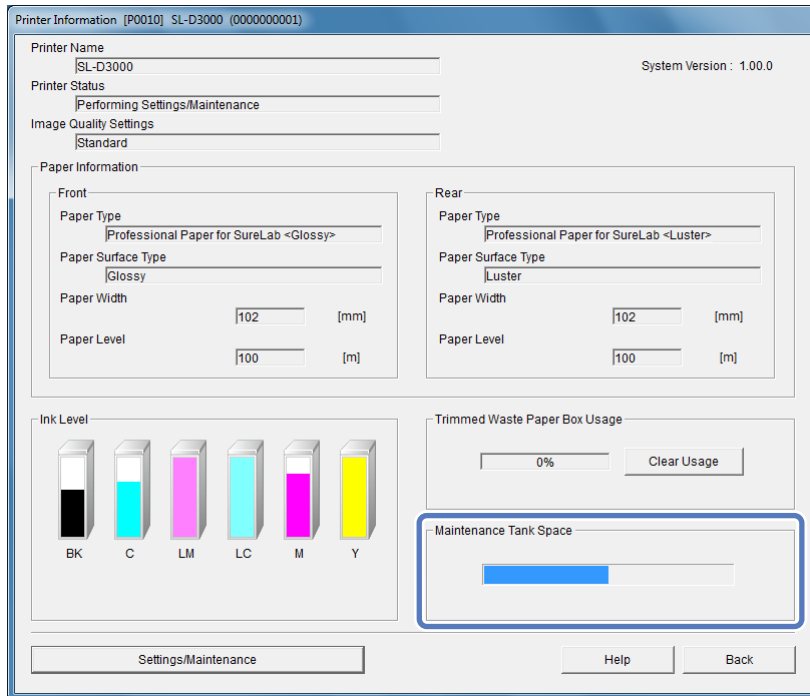 Printer Information [P0010] SL-D3000 (0000000001)
Printer Name
SL-D3000
System Version : 1.00.0
Printer Status
Performing Settings/Maintenance
Image Quality Settings
Standard
Paper Information
Front
Paper Type
Professional Paper for SureLab <Glossy>
Paper Surface Type
Glossy
Paper Width
102 [mm]
Paper Level
100 [m]
Rear
Paper Type
Professional Paper for SureLab <Luster>
Paper Surface Type
Luster
Paper Width
102 [mm]
Paper Level
100 [m]
Ink Level
BK C LM LC M Y
Trimmed Waste Paper Box Usage
0% Clear Usage
Maintenance Tank Space
Settings/Maintenance Help Back